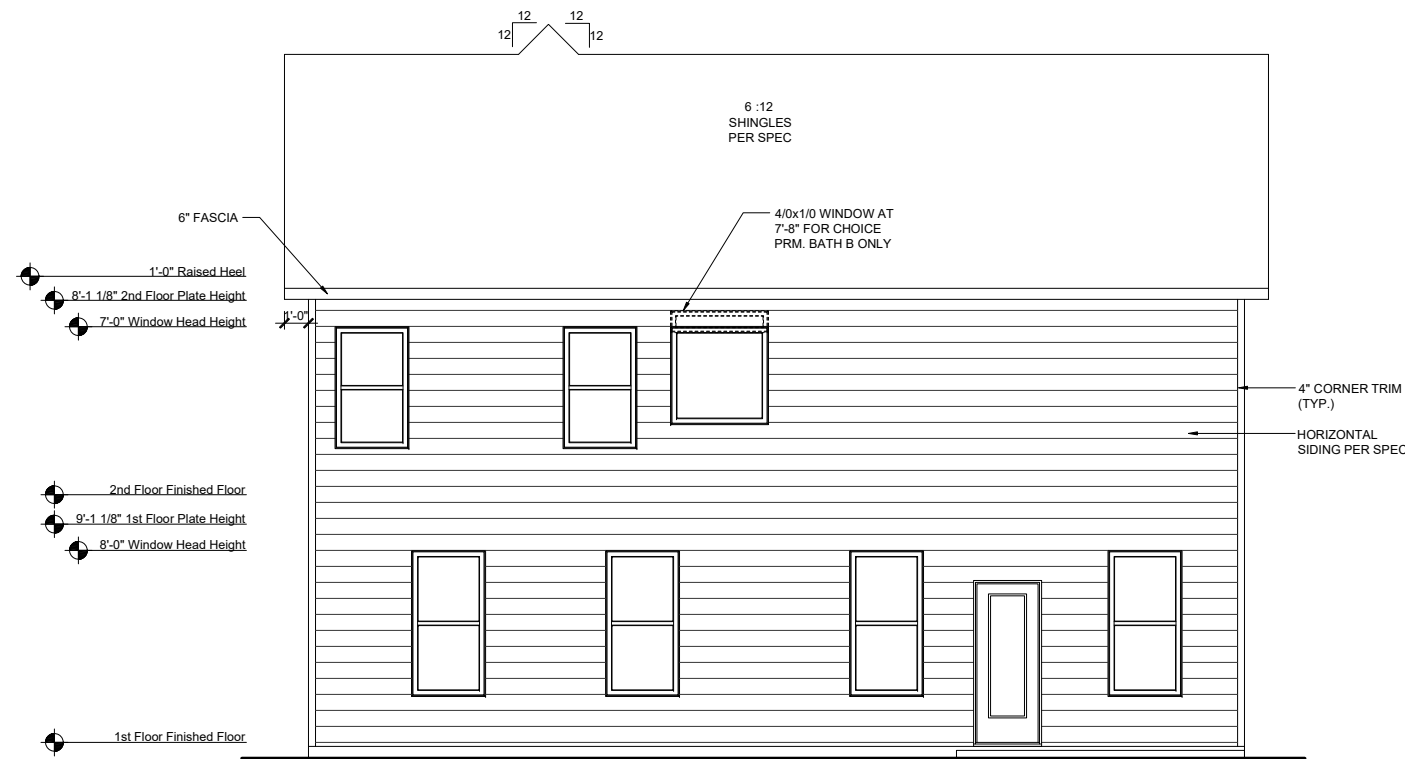 12 12
12 12
6 :12
SHINGLES
PER SPEC
6" FASCIA
4/0x1/0 WINDOW AT
7'-8" FOR CHOICE
PRM. BATH B ONLY
1'-0" Raised Heel
8'-1 1/8" 2nd Floor Plate Height
7'-0" Window Head Height
1'-0"
4" CORNER TRIM
(TYP.)
HORIZONTAL
SIDING PER SPEC
2nd Floor Finished Floor
9'-1 1/8" 1st Floor Plate Height
8'-0" Window Head Height
1st Floor Finished Floor